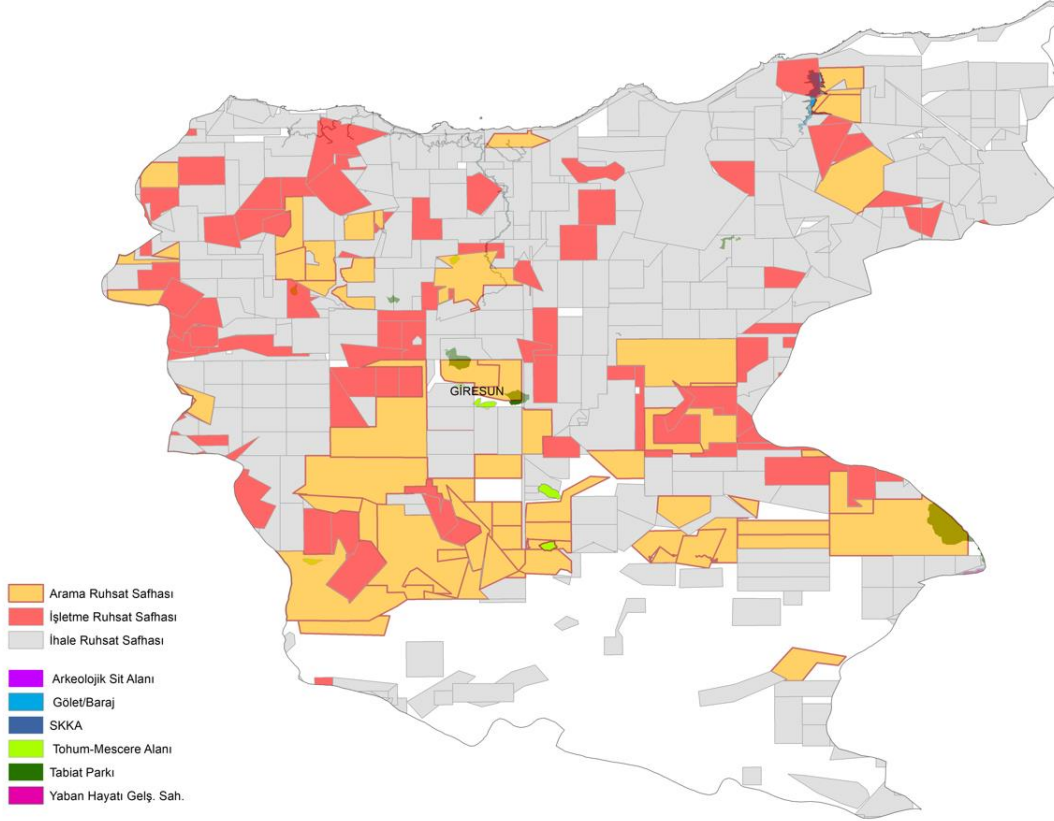 GİRESUN
Arama Ruhsat Safhası
İşletme Ruhsat Safhası
İhale Ruhsat Safhası
Arkeolojik Sit Alanı
Gölet/Baraj
SKKA
Tohum-Mescere Alanı
Tabiat Parkı
Yaban Hayatı Gelş. Sah.